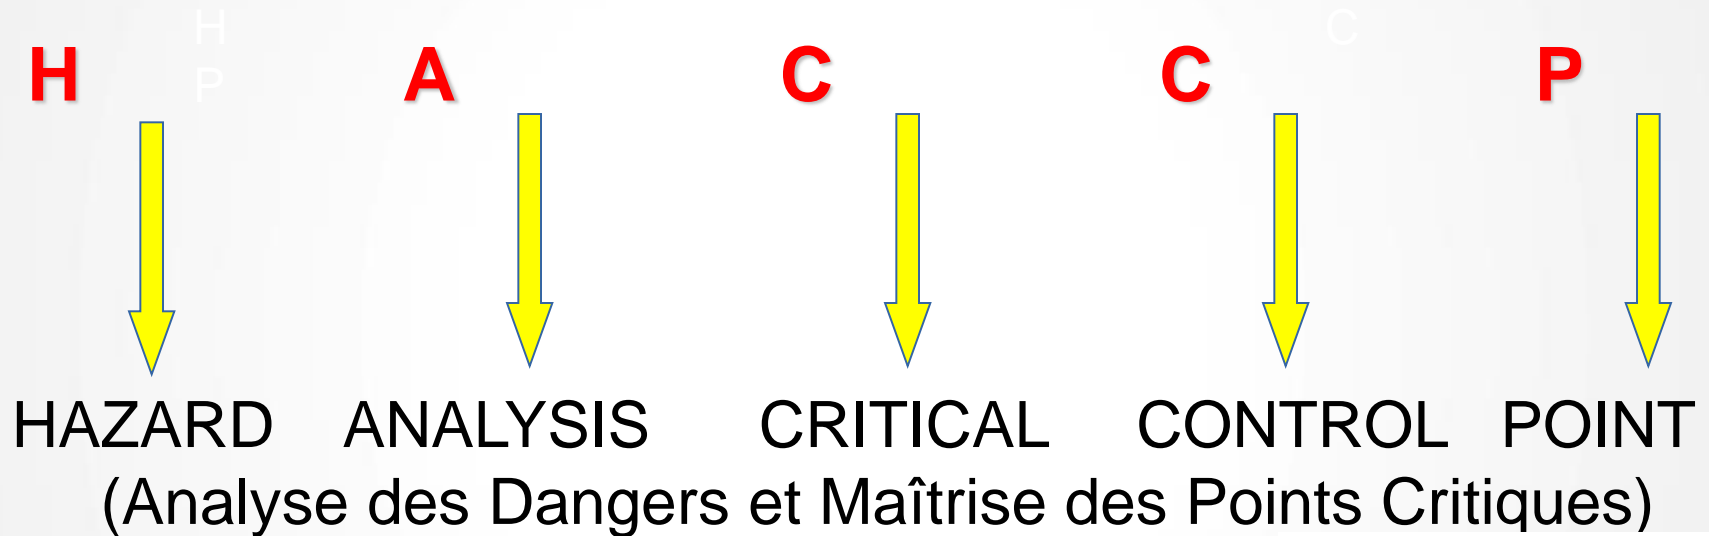 H C
P
H A C C P
HAZARD ANALYSIS CRITICAL CONTROL POINT
(Analyse des Dangers et Maîtrise des Points Critiques)